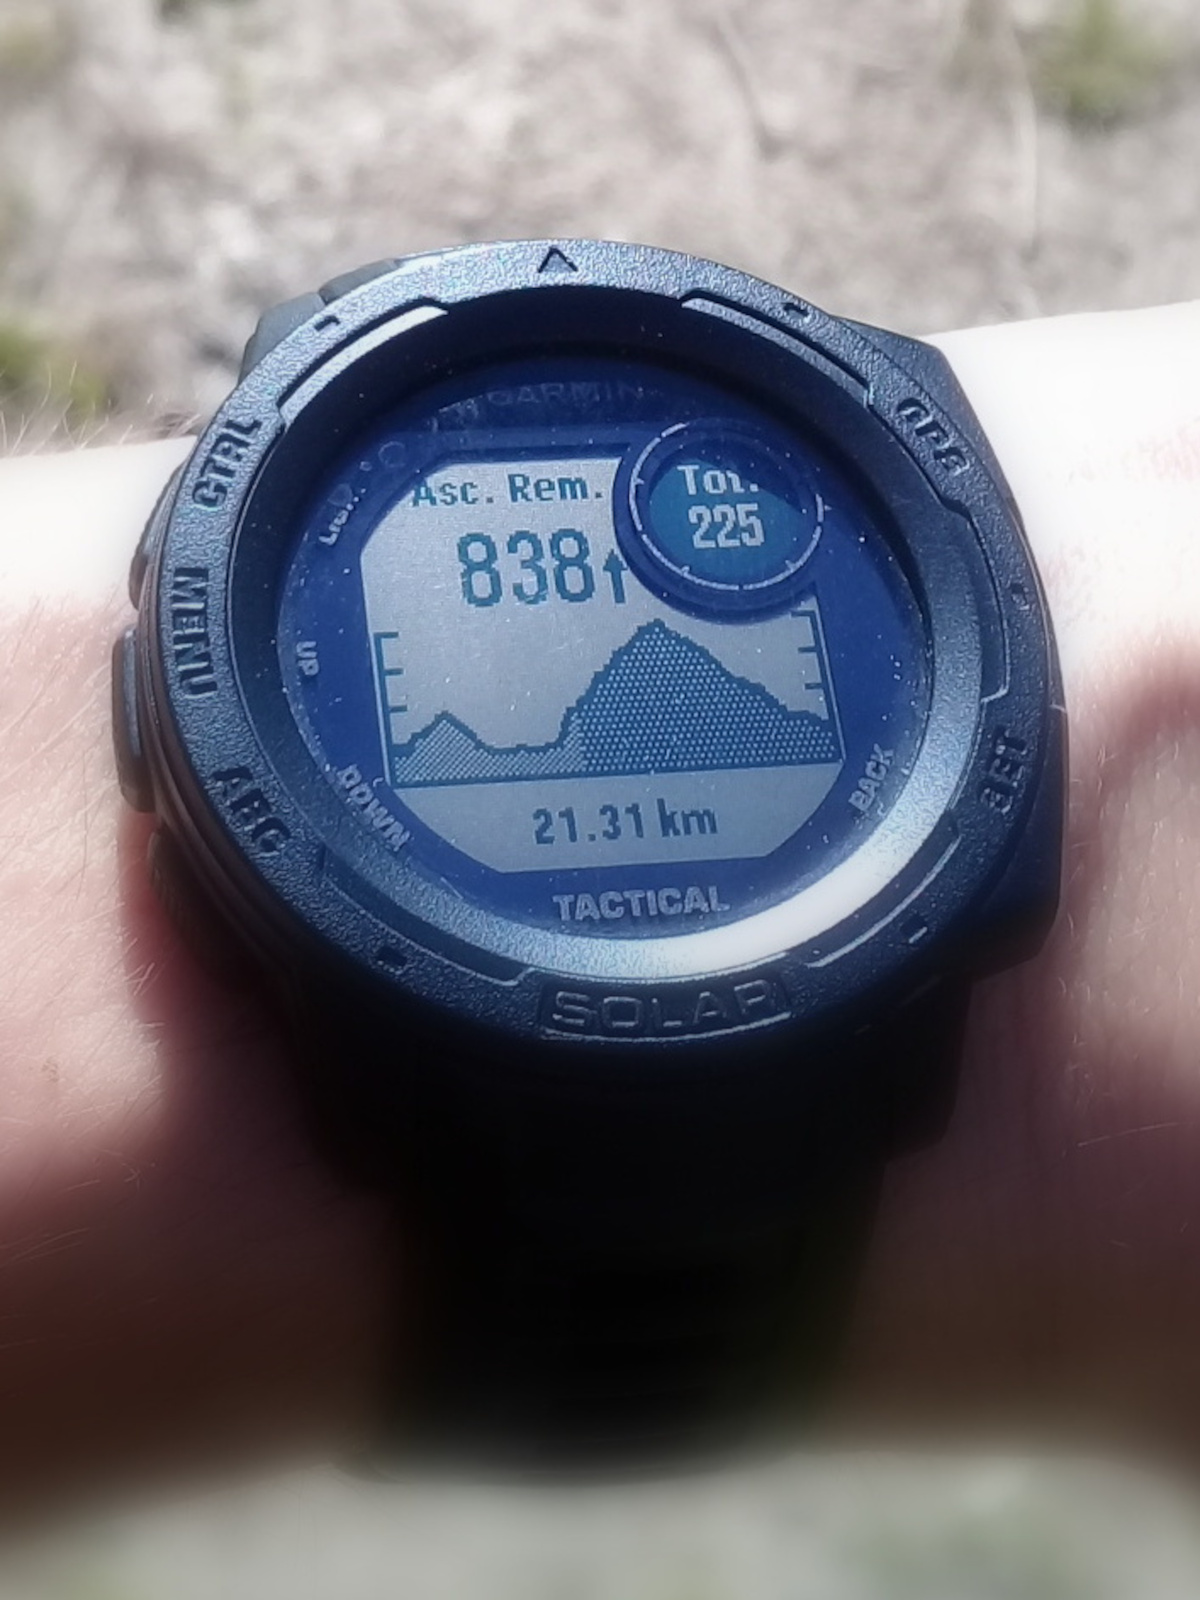 GARMIN
CTRL
GPS
Asc. Rem.
Tot.
225
838
MENU
UP
SET
ABC
DOWN
BACK
21.31 km
TACTICAL
SOLAR